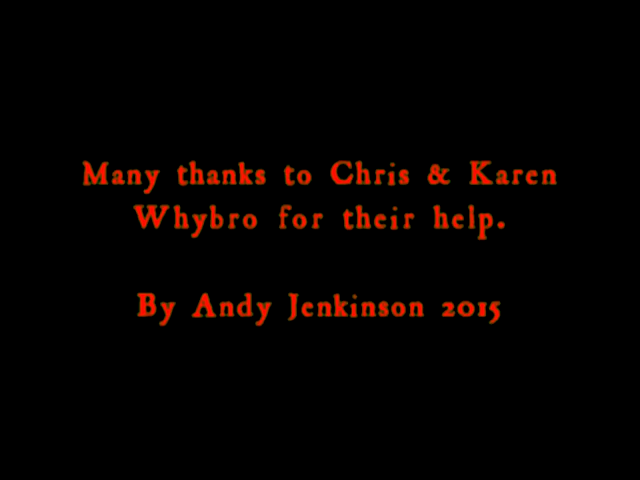 Many thanks to Chris & Karen
Whybro for their help.
By Andy Jenkinson 2015